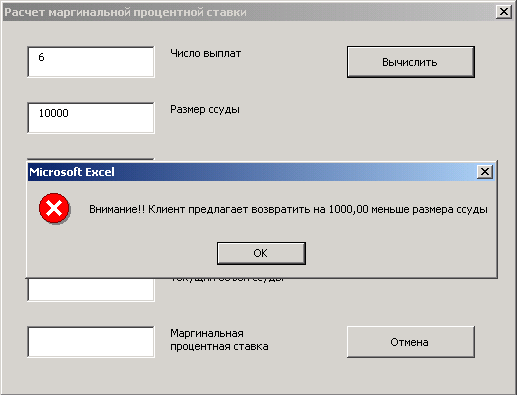 Расчет маргинальной процентной ставки
6
Число выплат
Вычислить
10000
Размер ссуды
Microsoft Excel
Внимание!! Клиент предлагает возвратить на 1000,00 меньше размера ссуды
OK
Текущий объем ссуды
Маргинальная
процентная ставка
Отмена